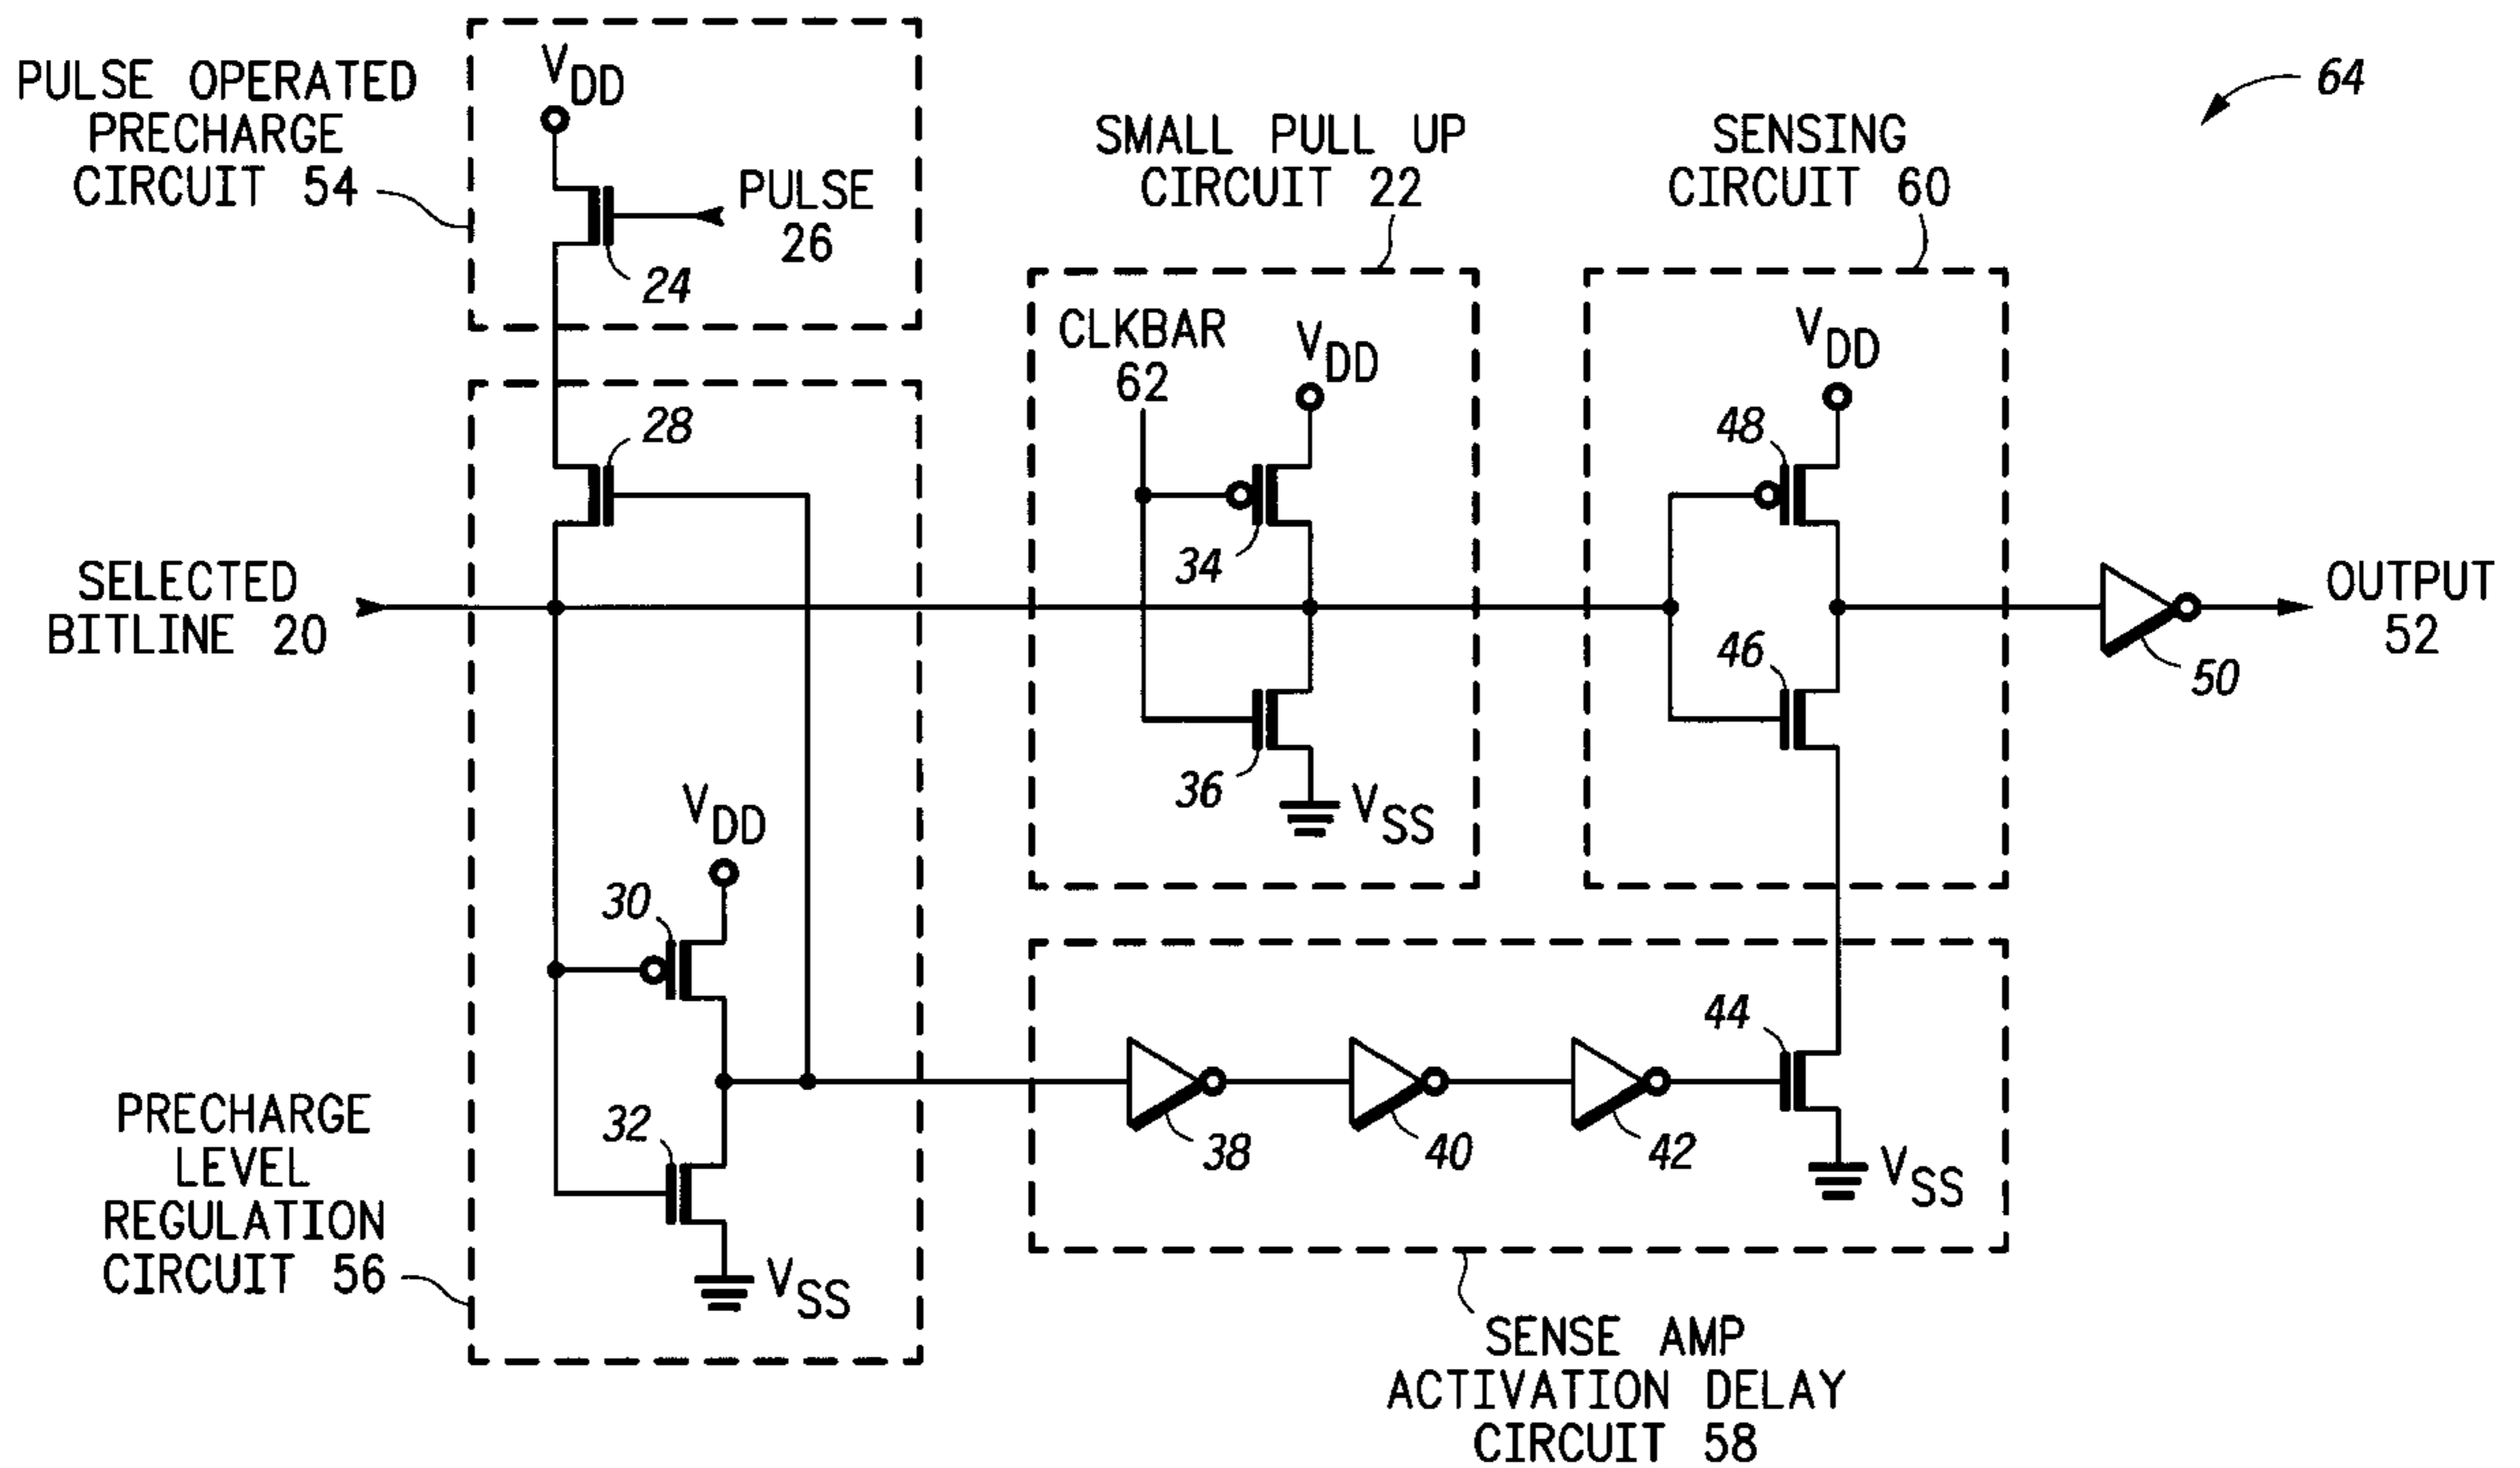 PULSE OPERATED
PRECHARGE
CIRCUIT 54
VDD
PULSE
26
24
64
SMALL PULL UP
CIRCUIT 22
SENSING
CIRCUIT 60
CLKBAR
62
VDD
VDD
28
48
34
SELECTED
BITLINE 20
OUTPUT
52
46
50
36
VSS
VDD
30
44
32
38
40
42
VSS
PRECHARGE
LEVEL
REGULATION
CIRCUIT 56
VSS
SENSE AMP
ACTIVATION DELAY
CIRCUIT 58